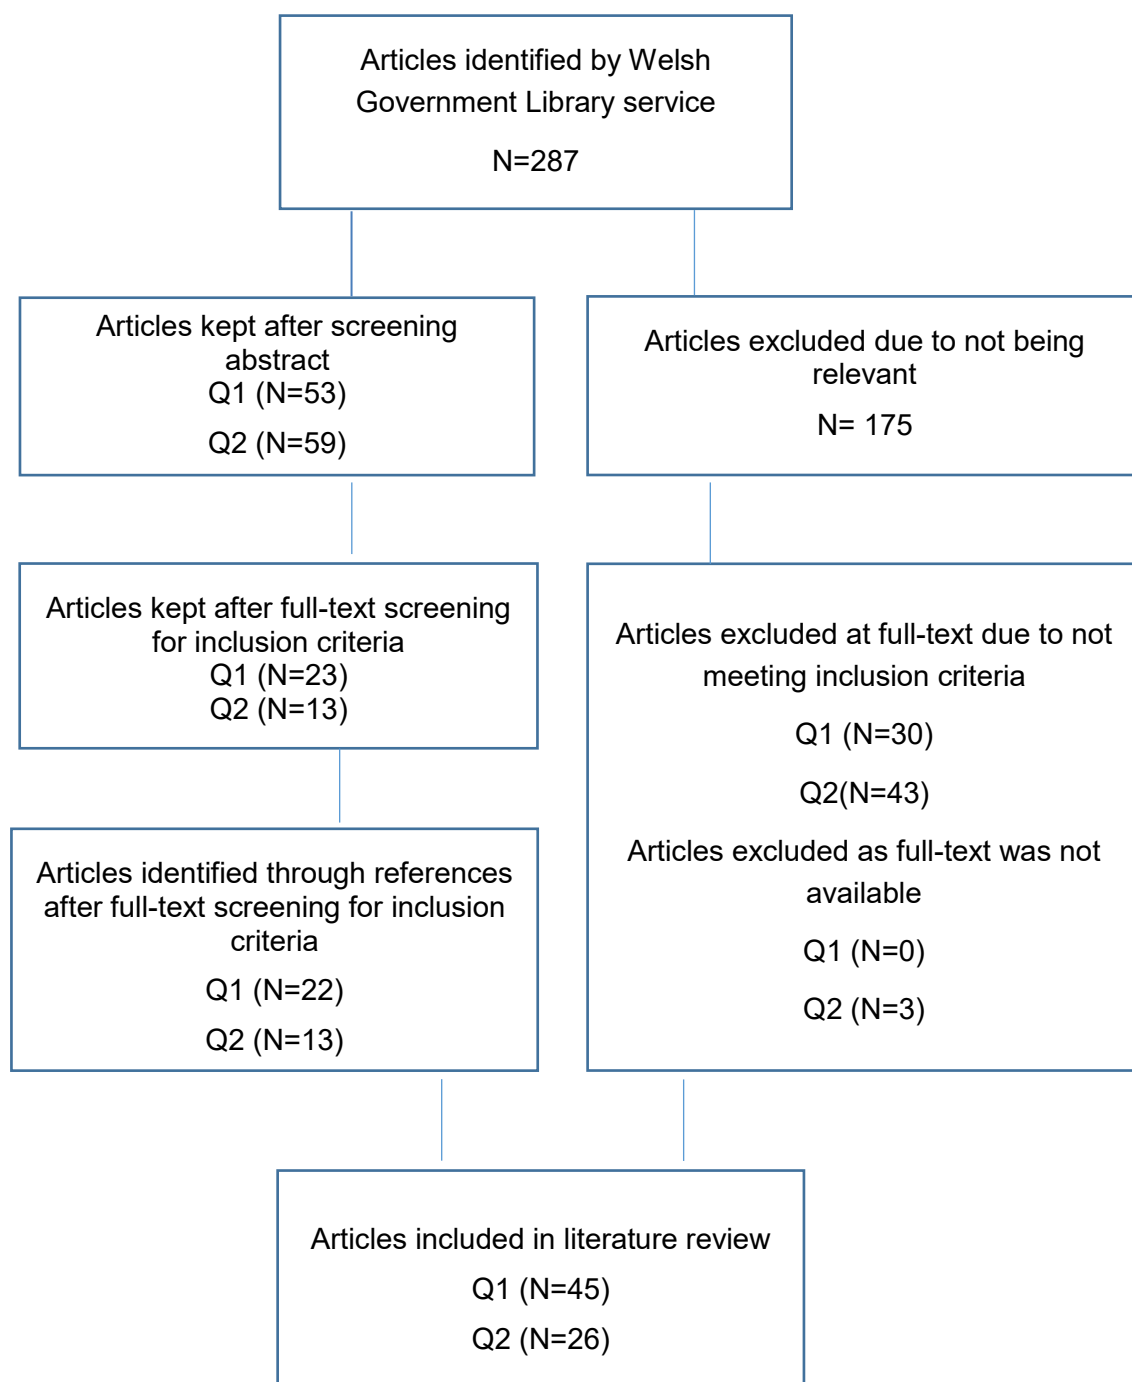 Articles identified by Welsh
Government Library service
N=287
Articles kept after screening
abstract
Q1 (N=53)
Q2 (N=59)
Articles excluded due to not being
relevant
N= 175
Articles kept after full-text screening
for inclusion criteria
Q1 (N=23)
Q2 (N=13)
Articles excluded at full-text due to not
meeting inclusion criteria
Q1 (N=30)
Q2(N=43)
Articles excluded as full-text was not
available
Q1 (N=0)
Q2 (N=3)
Articles identified through references
after full-text screening for inclusion
criteria
Q1 (N=22)
Q2 (N=13)
Articles included in literature review
Q1 (N=45)
Q2 (N=26)